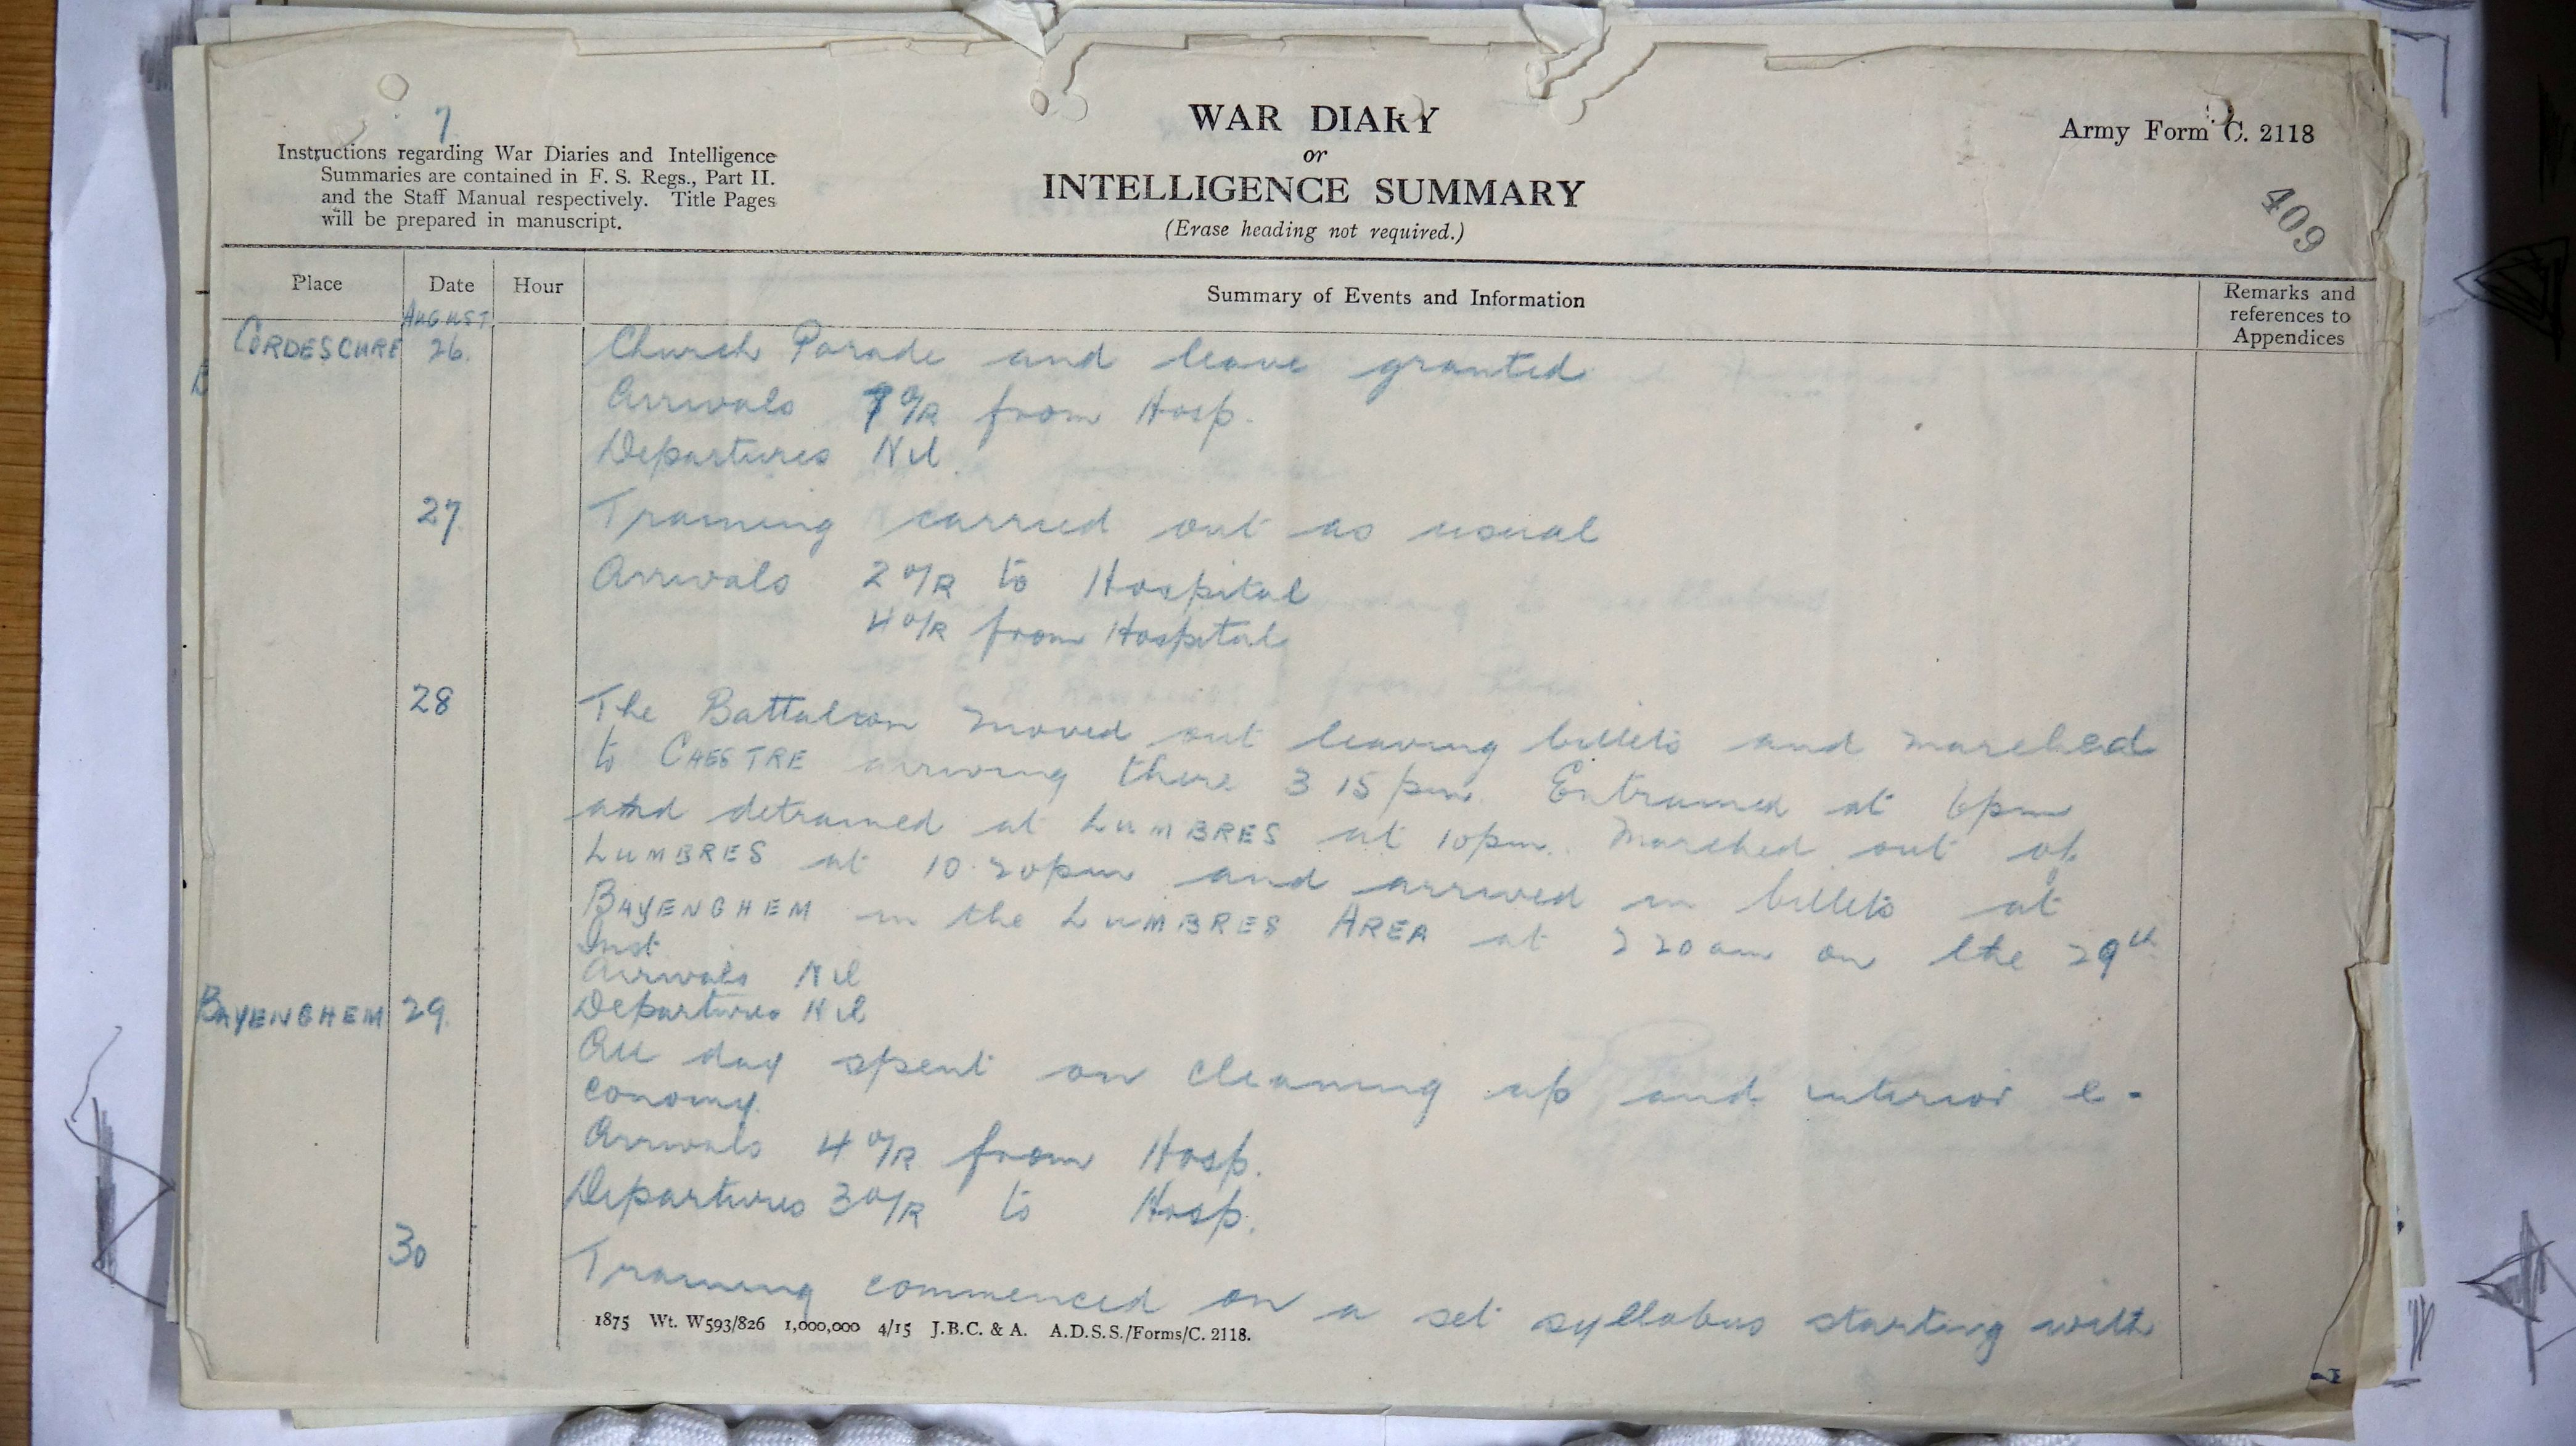 7
Instructions regarding War Diaries and Intelligence
Summaries are contained in F. S. Regs., Part II.
and the Staff Manual respectively. Title Pages
will be prepared in manuscript.
WAR DIARY
or
INTELLIGENCE SUMMARY
(Erase heading not required.)
Army Form C. 2118
409
Place Date Hour Summary of Events and Information Remarks and
references to
Appendices
AUGUST
CORDESCURE 26. Church Parade and leave granted
Arrivals 9 O/R from Hosp.
Departures Nil.
27. Training carried out as usual
Arrivals 2 O/R to Hospital
4 O/R from Hospital
28 The Battalion moved out leaving billets and marched
to CAESTRE arriving there 3 15 pm. Entrained at 6pm
and detrained at LUMBRES at 10pm. Marched out of
LUMBRES at 10.20pm and arrived in billets at
BAYENGHEM in the LUMBRES AREA at 2 20am on the 29th
Inst.
Arrivals Nil
BAYENGHEM 29. Departures Nil
All day spent on cleaning up and interior e-
conomy.
Arrivals 4 O/R from Hosp.
Departures 3 O/R to Hosp.
30 Training commenced on a set syllabus starting with
1875 Wt. W593/826 1,000,000 4/15 J.B.C. & A. A.D.S.S./Forms/C. 2118.